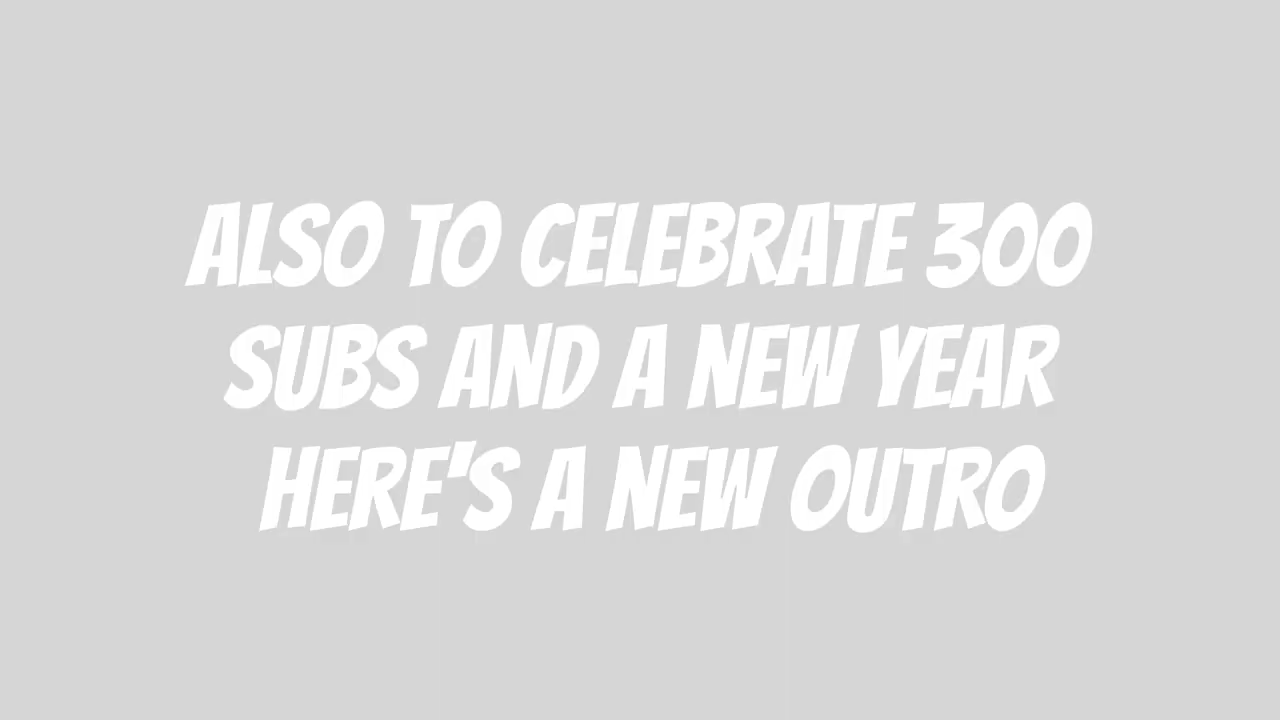 ALSO TO CELEBRATE 300
SUBS AND A NEW YEAR
HERE'S A NEW OUTRO